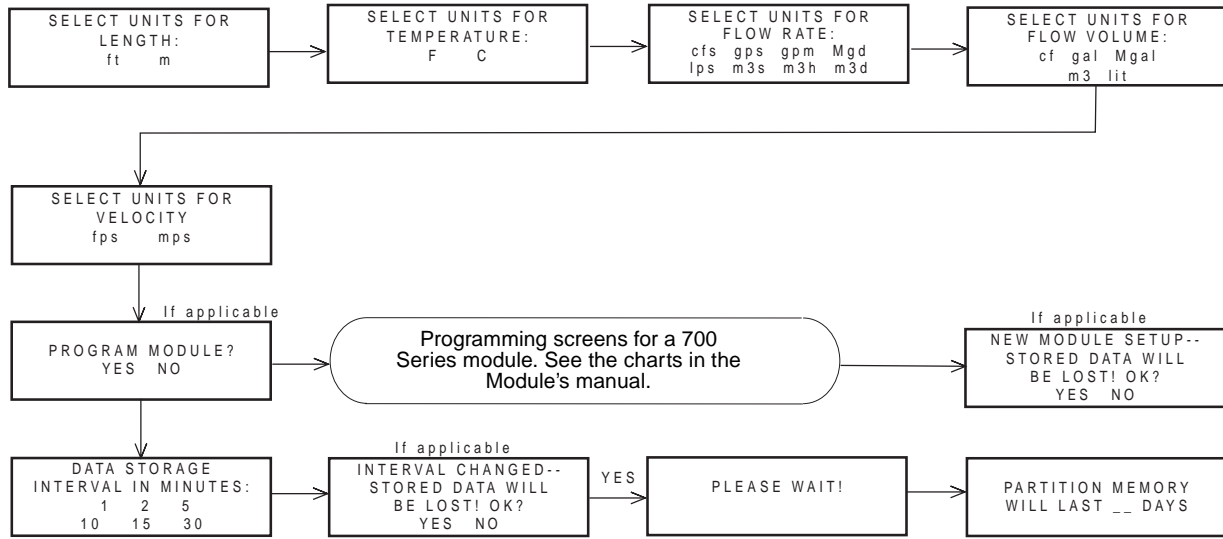 SELECT UNITS FOR
LENGTH:
ft m
SELECT UNITS FOR
TEMPERATURE:
F C
SELECT UNITS FOR
FLOW RATE:
cfs gps gpm Mgd
lps m3s m3h m3d
SELECT UNITS FOR
FLOW VOLUME:
cf gal Mgal
m3 lit
SELECT UNITS FOR
VELOCITY
fps mps
If applicable
PROGRAM MODULE?
YES NO
Programming screens for a 700
Series module. See the charts in the
Module's manual.
If applicable
NEW MODULE SETUP--
STORED DATA WILL
BE LOST! OK?
YES NO
DATA STORAGE
INTERVAL IN MINUTES:
1 2 5
10 15 30
If applicable
INTERVAL CHANGED--
STORED DATA WILL
BE LOST! OK?
YES NO
YES
PLEASE WAIT!
PARTITION MEMORY
WILL LAST __ DAYS